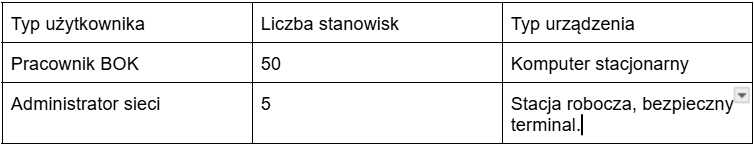 Typ użytkownika Liczba stanowisk Typ urządzenia
Pracownik BOK 50 Komputer stacjonarny
Administrator sieci 5 Stacja robocza, bezpieczny
terminal.